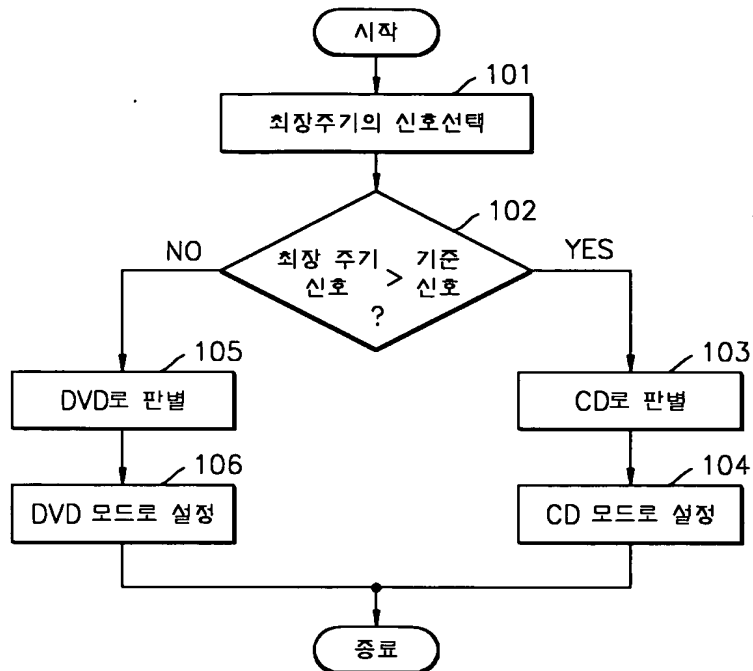 시작
101
최장주기의 신호선택
102
NO
YES
최장 주기 > 기준
신호 신호
?
105
103
DVD로 판별
CD로 판별
106
104
DVD 모드로 설정
CD 모드로 설정
종료